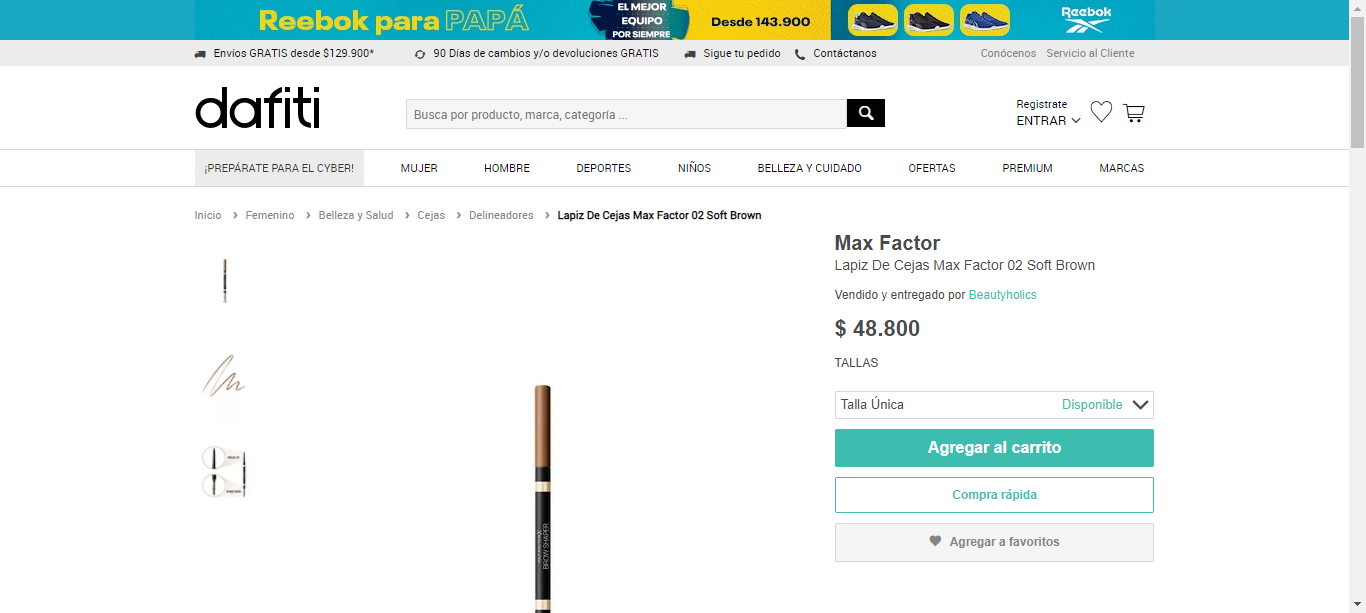 Reebok para PAPÁ
EL MEJOR
EQUIPO
POR SIEMPRE
Desde 143.900
Reebok
Envíos GRATIS desde $129.900*
90 Días de cambios y/o devoluciones GRATIS
Sigue tu pedido
Contáctanos
Conócenos
Servicio al Cliente
dafiti
Busca por producto, marca, categoría ...
Registrate
ENTRAR
¡PREPÁRATE PARA EL CYBER!
MUJER
HOMBRE
DEPORTES
NIÑOS
BELLEZA Y CUIDADO
OFERTAS
PREMIUM
MARCAS
Inicio > Femenino > Belleza y Salud > Cejas > Delineadores > Lapiz De Cejas Max Factor 02 Soft Brown
Max Factor
Lapiz De Cejas Max Factor 02 Soft Brown
Vendido y entregado por Beautyholics
$ 48.800
TALLAS
Talla Única
Disponible
Agregar al carrito
Compra rápida
Agregar a favoritos
BROW SHAPER